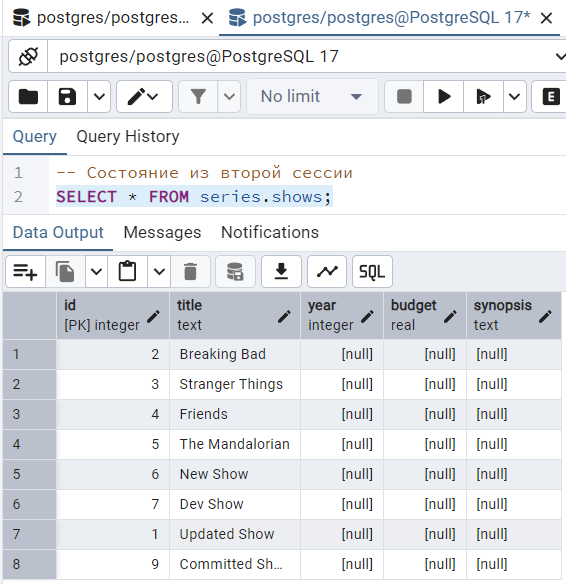 postgres/postgres... postgres/postgres@PostgreSQL 17*
postgres/postgres@PostgreSQL 17
No limit E
Query Query History
1 -- Состояние из второй сессии
2 SELECT * FROM series.shows;
Data Output Messages Notifications
SQL
id title year budget synopsis
[PK] integer text integer real text
1 2 Breaking Bad [null] [null] [null]
2 3 Stranger Things [null] [null] [null]
3 4 Friends [null] [null] [null]
4 5 The Mandalorian [null] [null] [null]
5 6 New Show [null] [null] [null]
6 7 Dev Show [null] [null] [null]
7 1 Updated Show [null] [null] [null]
8 9 Committed Sh... [null] [null] [null]